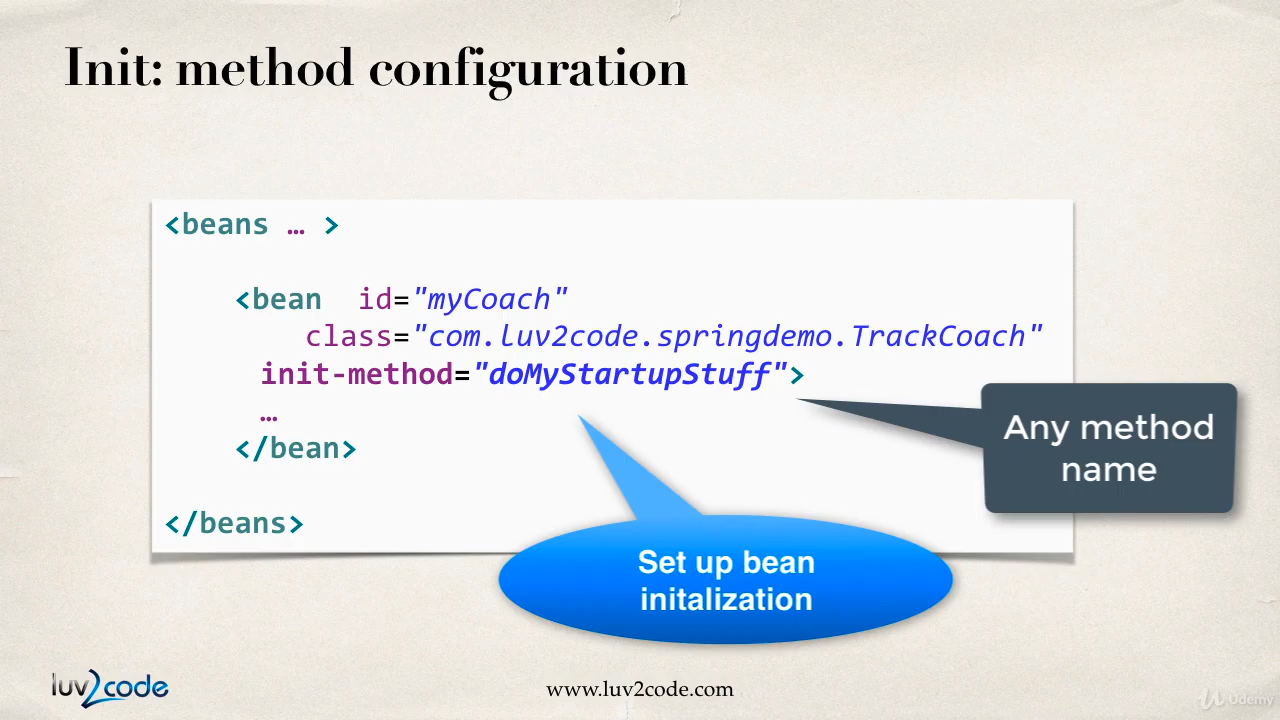 Init: method configuration
<beans … >
<bean  id="myCoach"
class="com.luv2code.springdemo.TrackCoach"
init-method="doMyStartupStuff">
…
</bean>
</beans>
Any method
name
Set up bean
initalization
luv2code
www.luv2code.com
Udemy